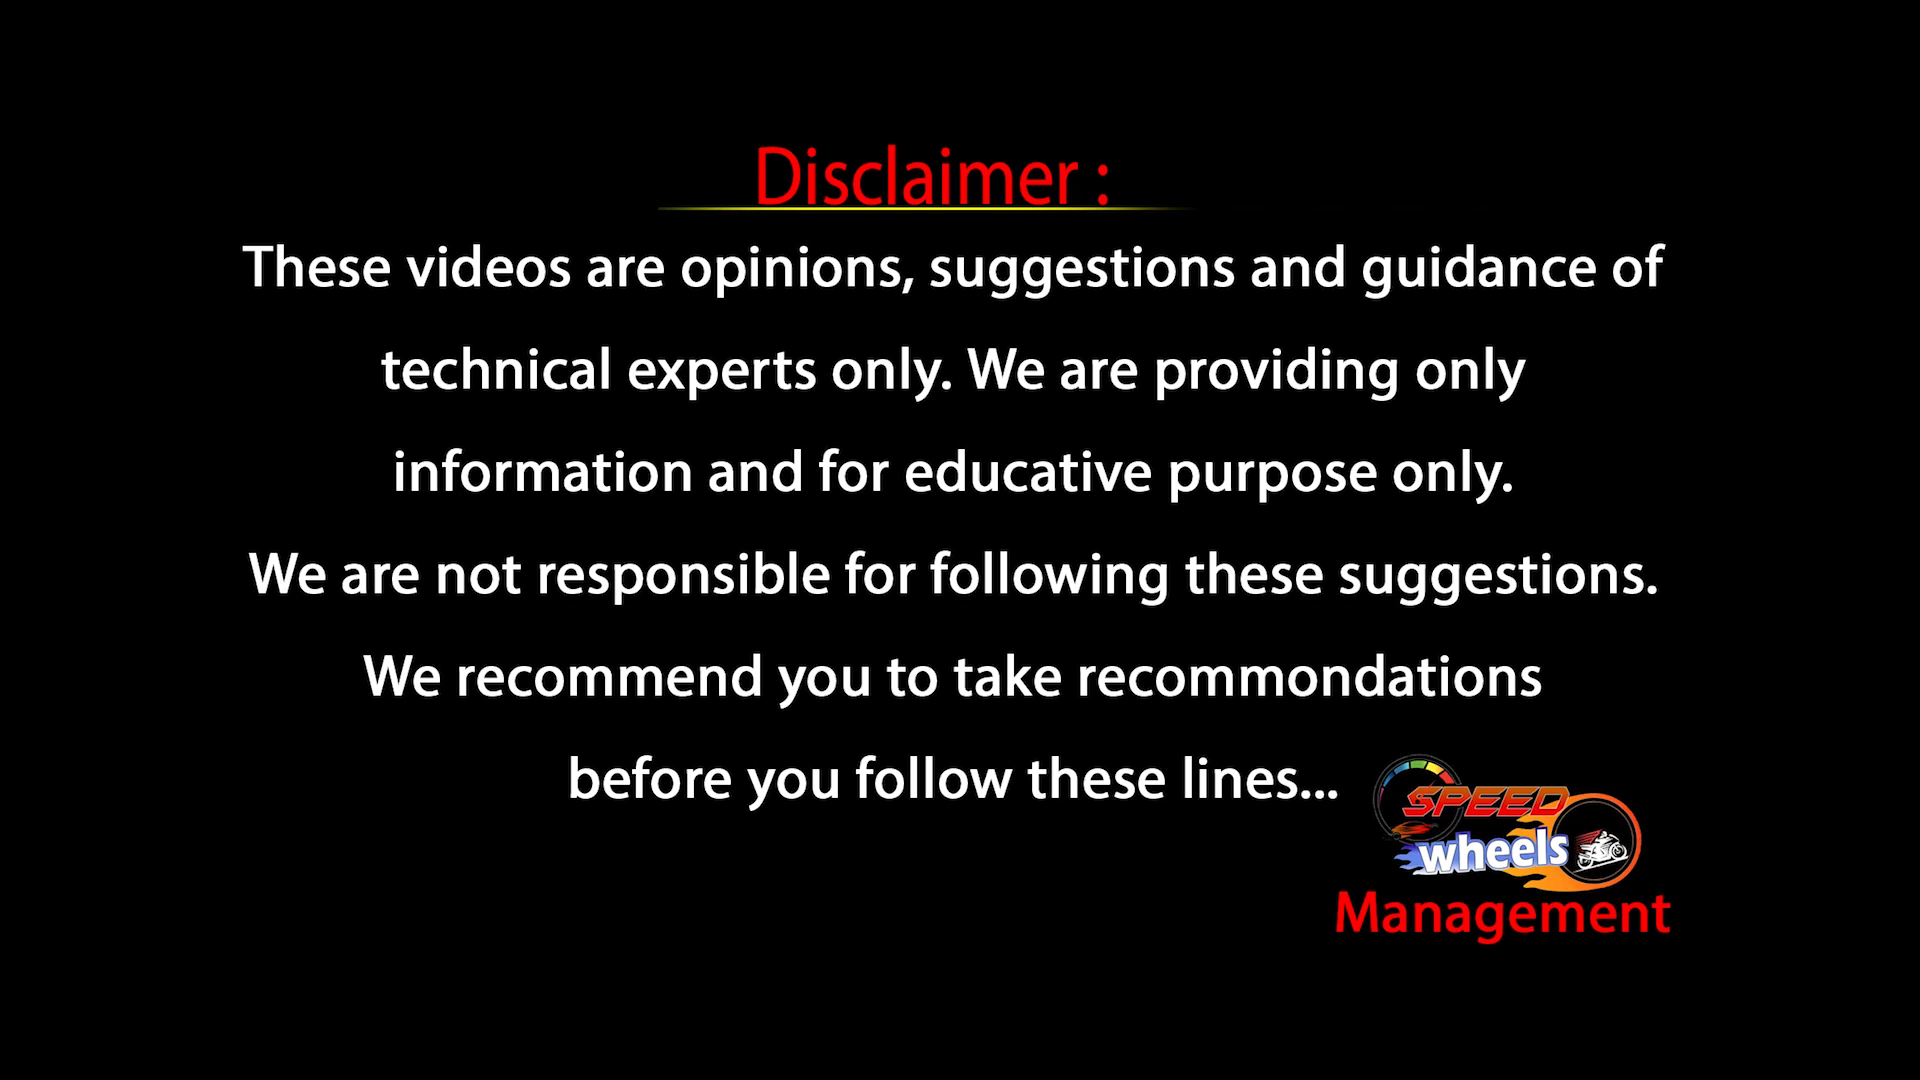 Disclaimer :
These videos are opinions, suggestions and guidance of
technical experts only. We are providing only
information and for educative purpose only.
We are not responsible for following these suggestions.
We recommend you to take recommondations
before you follow these lines...
SPEED
wheels
Management